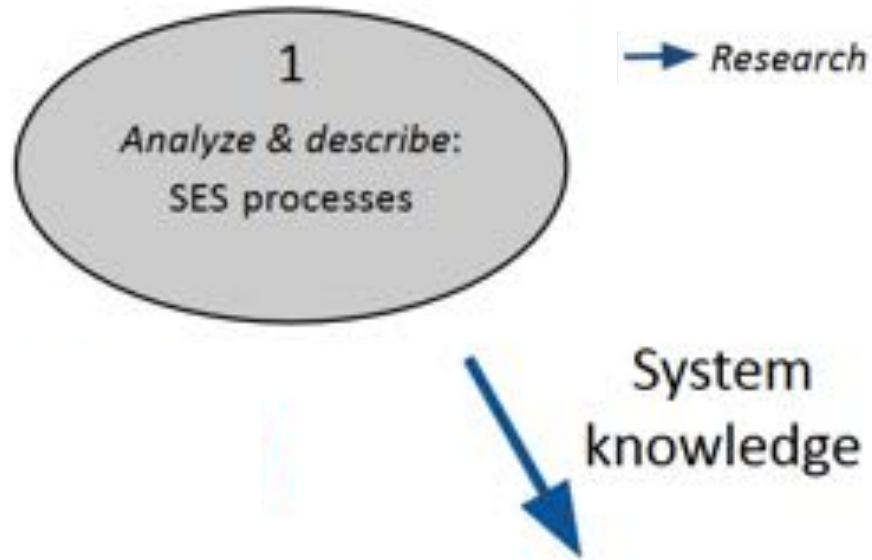 1
Analyze & describe:
SES processes
Research
System
knowledge